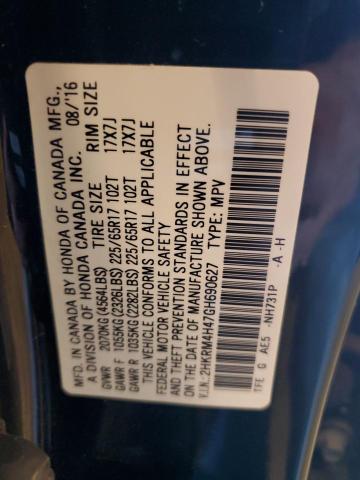 MFD. IN CANADA BY HONDA OF CANADA MFG.,
A DIVISION OF HONDA CANADA INC. 08/'16
TIRE SIZE RIM SIZE
GVWR 2070KG (4564LBS)
GAWR F 1055KG (2326LBS) 225/65R17 102T 17X7J
GAWR R 1035KG (2282LBS) 225/65R17 102T 17X7J
THIS VEHICLE CONFORMS TO ALL APPLICABLE
FEDERAL MOTOR VEHICLE SAFETY
AND THEFT PREVENTION STANDARDS IN EFFECT
ON THE DATE OF MANUFACTURE SHOWN ABOVE.
V.I.N.:2HKRM4H47GH690627 TYPE: MPV
TFE G AE5 -NH731P -A -H